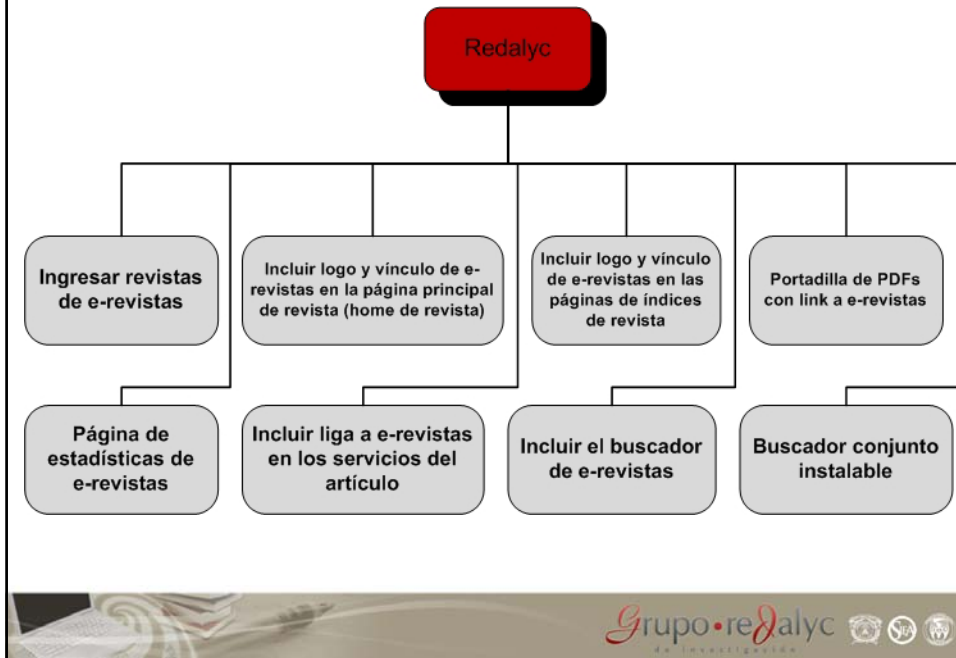 Redalyc
Ingresar revistas
de e-revistas
Incluir logo y vínculo de e-
revistas en la página principal
de revista (home de revista)
Incluir logo y vínculo
de e-revistas en las
páginas de índices
de revista
Portadilla de PDFs
con link a e-revistas
Página de
estadísticas de
e-revistas
Incluir liga a e-revistas
en los servicios del
artículo
Incluir el buscador
de e-revistas
Buscador conjunto
instalable
Grupo•redalyc
de investigación